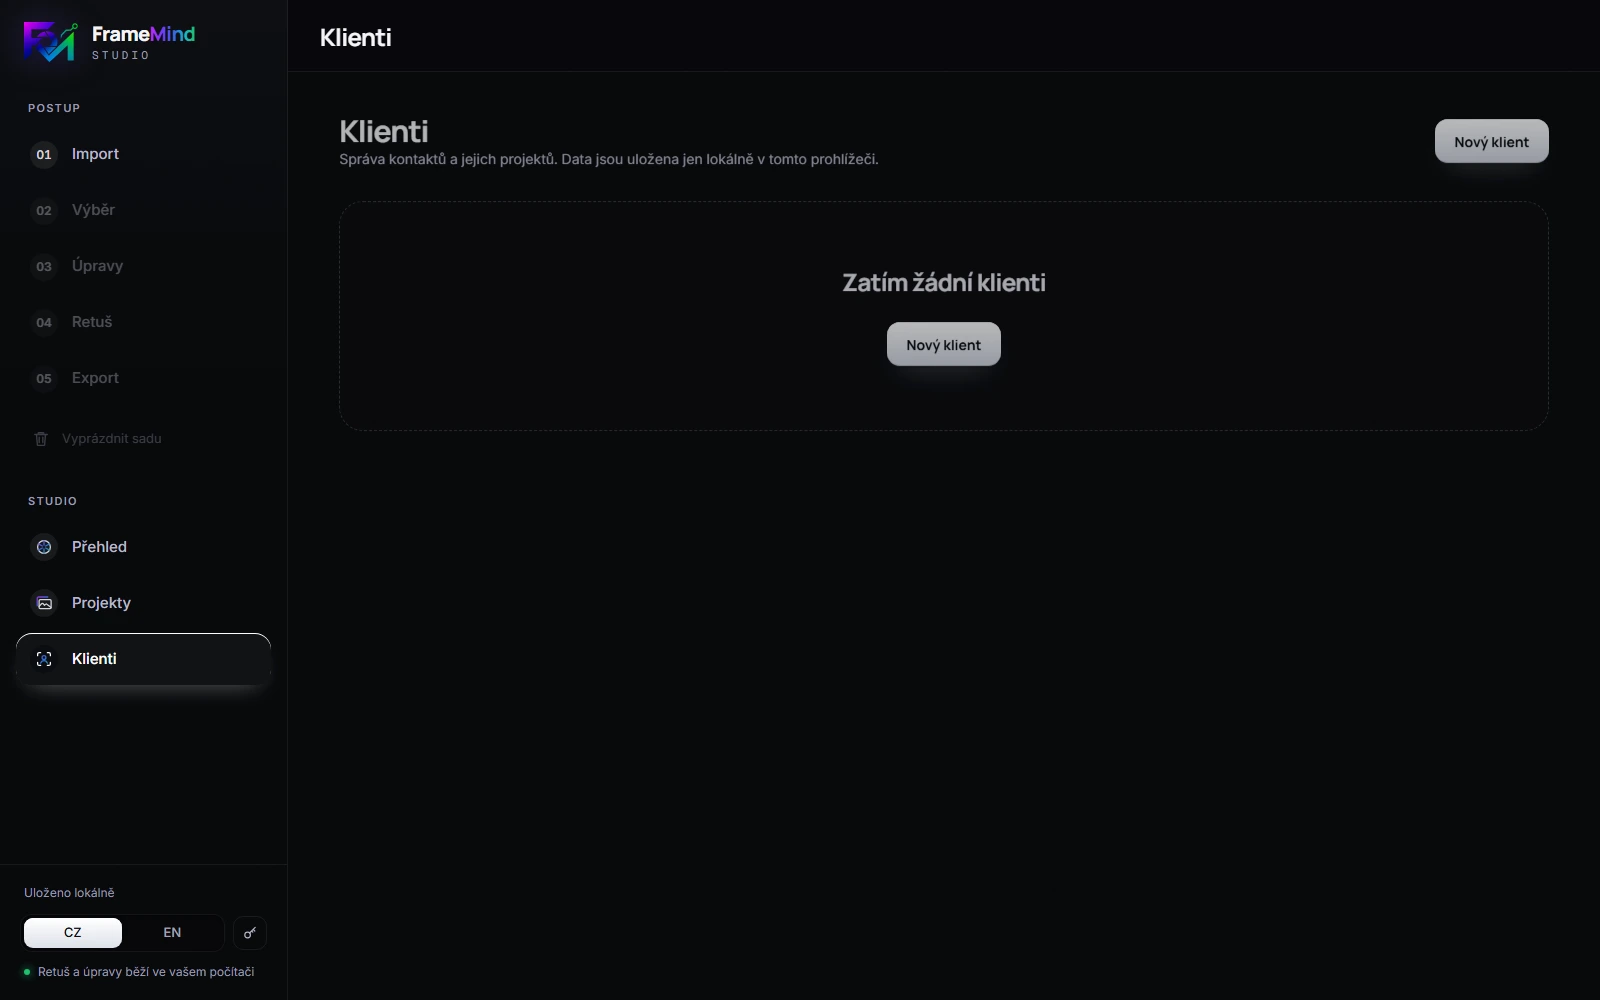 FrameMind
STUDIO
POSTUP
01 Import
02 Výběr
03 Úpravy
04 Retuš
05 Export
Vyprázdnit sadu
STUDIO
Přehled
Projekty
Klienti
Uloženo lokálně
CZ EN
Retuš a úpravy běží ve vašem počítači
Klienti
Klienti
Správa kontaktů a jejich projektů. Data jsou uložena jen lokálně v tomto prohlížeči.
Nový klient
Zatím žádní klienti
Nový klient